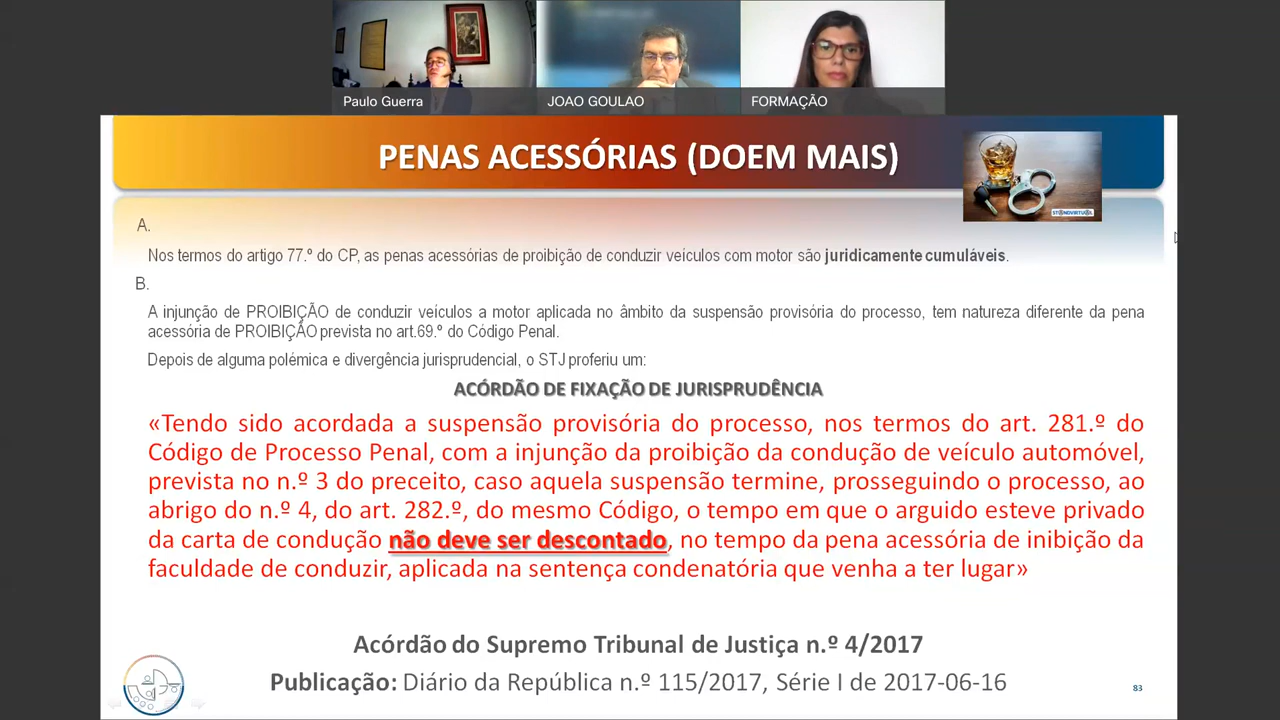 Paulo Guerra
JOAO GOULAO
FORMAÇÃO
PENAS ACESSÓRIAS (DOEM MAIS)
STANDVIRTUAL
A.
Nos termos do artigo 77.º do CP, as penas acessórias de proibição de conduzir veículos com motor são juridicamente cumuláveis.
B.
A injunção de PROIBIÇÃO de conduzir veículos a motor aplicada no âmbito da suspensão provisória do processo, tem natureza diferente da pena
acessória de PROIBIÇÃO prevista no art.69.º do Código Penal.
Depois de alguma polémica e divergência jurisprudencial, o STJ proferiu um:
ACÓRDÃO DE FIXAÇÃO DE JURISPRUDÊNCIA
«Tendo sido acordada a suspensão provisória do processo, nos termos do art. 281.º do
Código de Processo Penal, com a injunção da proibição da condução de veículo automóvel,
prevista no n.º 3 do preceito, caso aquela suspensão termine, prosseguindo o processo, ao
abrigo do n.º 4, do art. 282.º, do mesmo Código, o tempo em que o arguido esteve privado
da carta de condução não deve ser descontado, no tempo da pena acessória de inibição da
faculdade de conduzir, aplicada na sentença condenatória que venha a ter lugar»
Acórdão do Supremo Tribunal de Justiça n.º 4/2017
Publicação: Diário da República n.º 115/2017, Série I de 2017-06-16
83